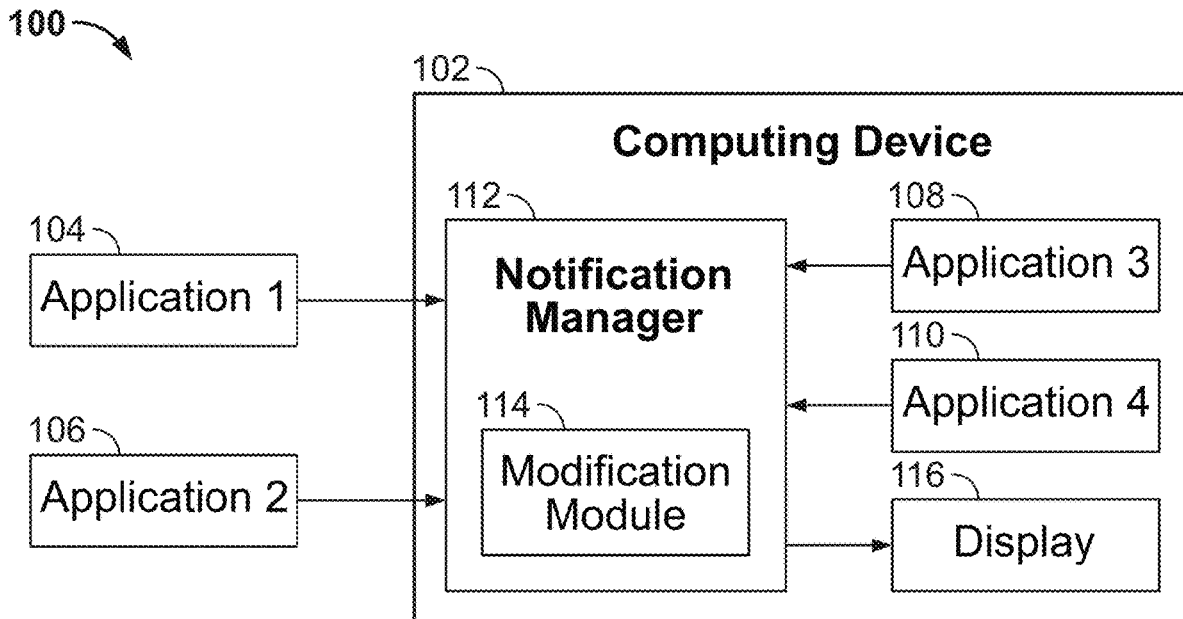 100
102
Computing Device
112
108
104
Notification
Manager
Application 3
Application 1
110
114
Application 4
106
Modification
Module
116
Application 2
Display